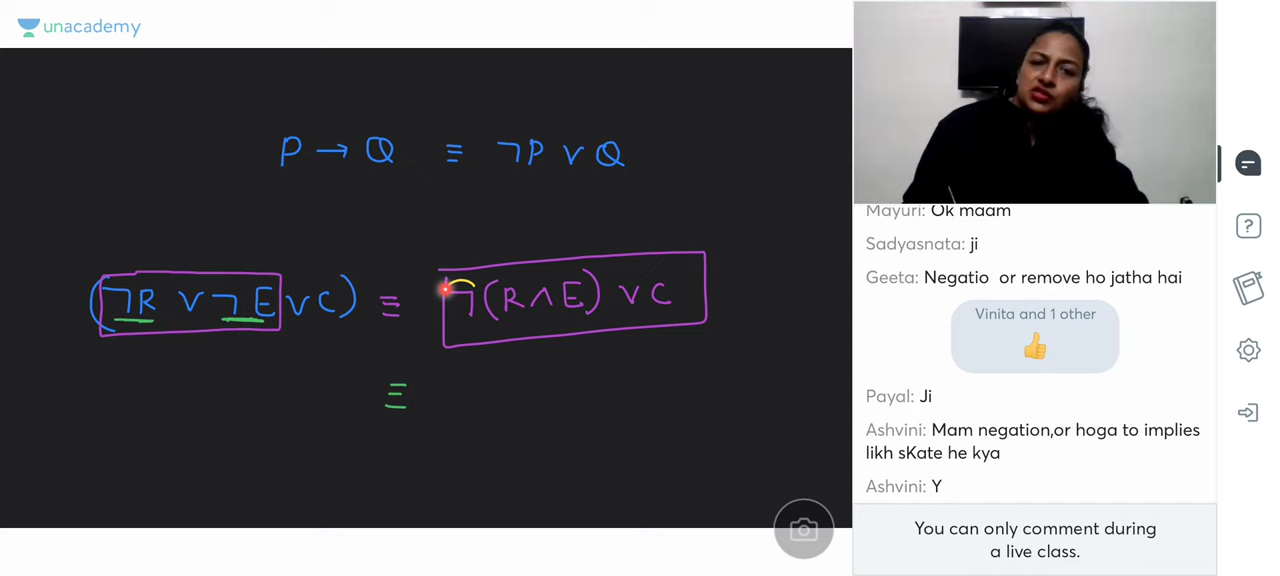 unacademy
P → Q ≡ ¬P ∨ Q
(¬R ∨ ¬E ∨ C) ≡ ¬(R ∧ E) ∨ C
≡
Mayuri: Ok maam
Sadyasnata: ji
Geeta: Negatio or remove ho jatha hai
Vinita and 1 other
Payal: Ji
Ashvini: Mam negation,or hoga to implies
likh sKate he kya
Ashvini: Y
You can only comment during
a live class.